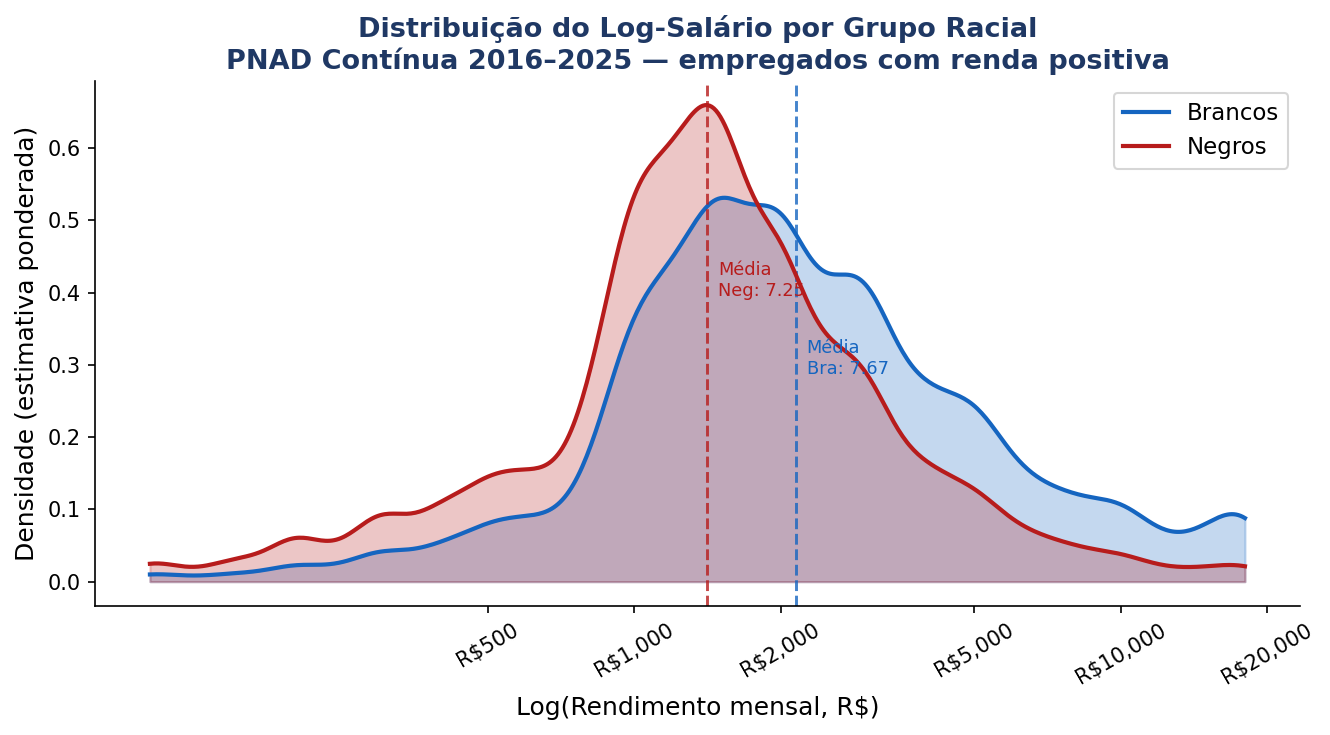 Distribuição do Log-Salário por Grupo Racial
PNAD Contínua 2016–2025 — empregados com renda positiva
Densidade (estimativa ponderada)
0.6
0.5
0.4
0.3
0.2
0.1
0.0
Brancos
Negros
Média
Neg: 7.25
Média
Bra: 7.67
R$500
R$1,000
R$2,000
R$5,000
R$10,000
R$20,000
Log(Rendimento mensal, R$)